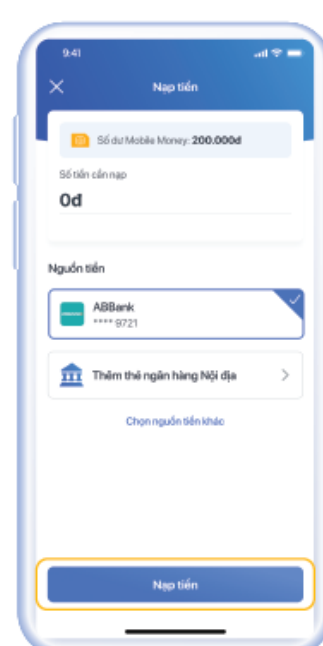 9:41
Nạp tiền
Số dư Mobile Money: 200.000đ
Số tiền cần nạp
0đ
Nguồn tiền
ABBank
**** 9721
Thêm thẻ ngân hàng Nội địa
Chọn nguồn tiền khác
Nạp tiền